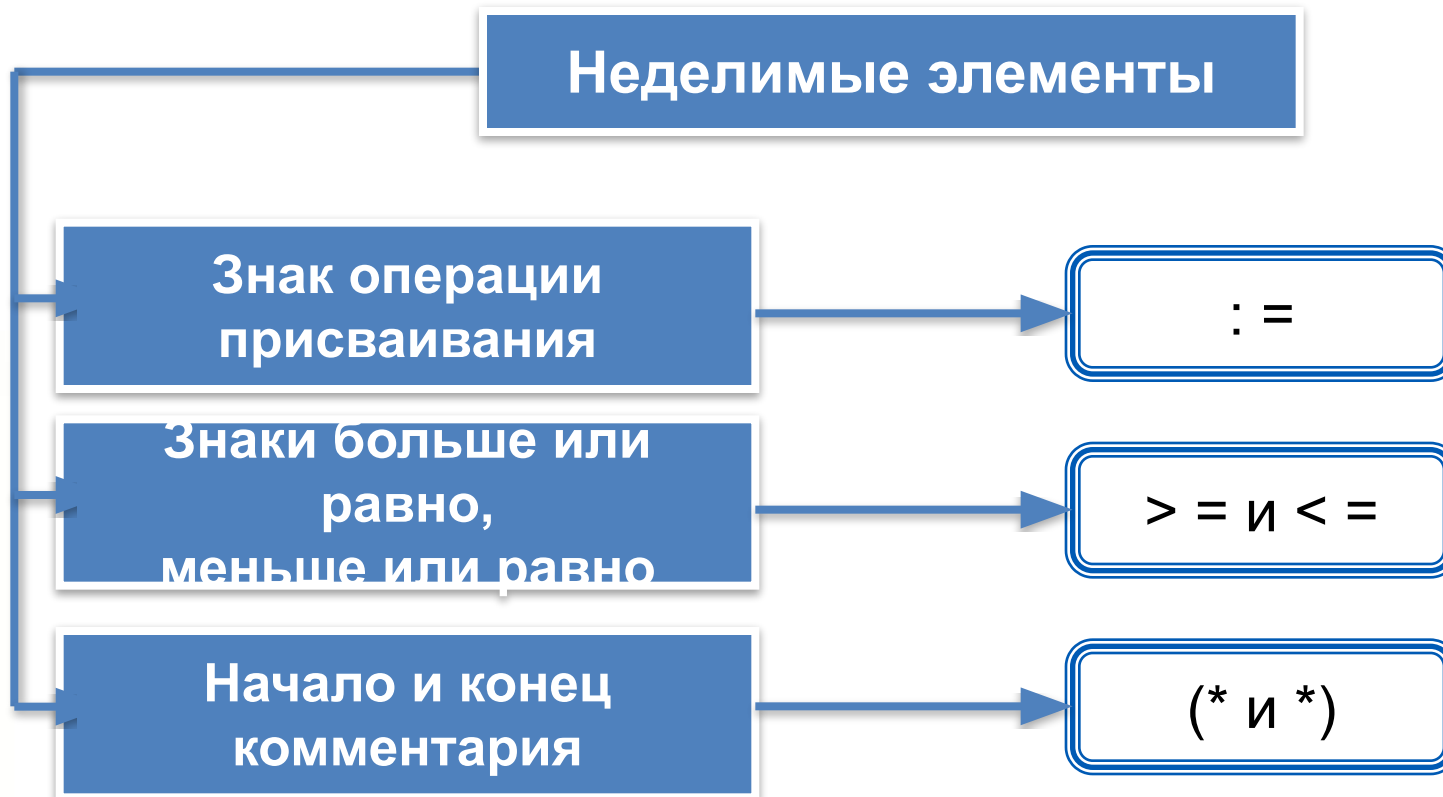 Неделимые элементы
Знак операции
присваивания
: =
Знаки больше или
равно,
меньше или равно
> = и < =
Начало и конец
комментария
(* и *)